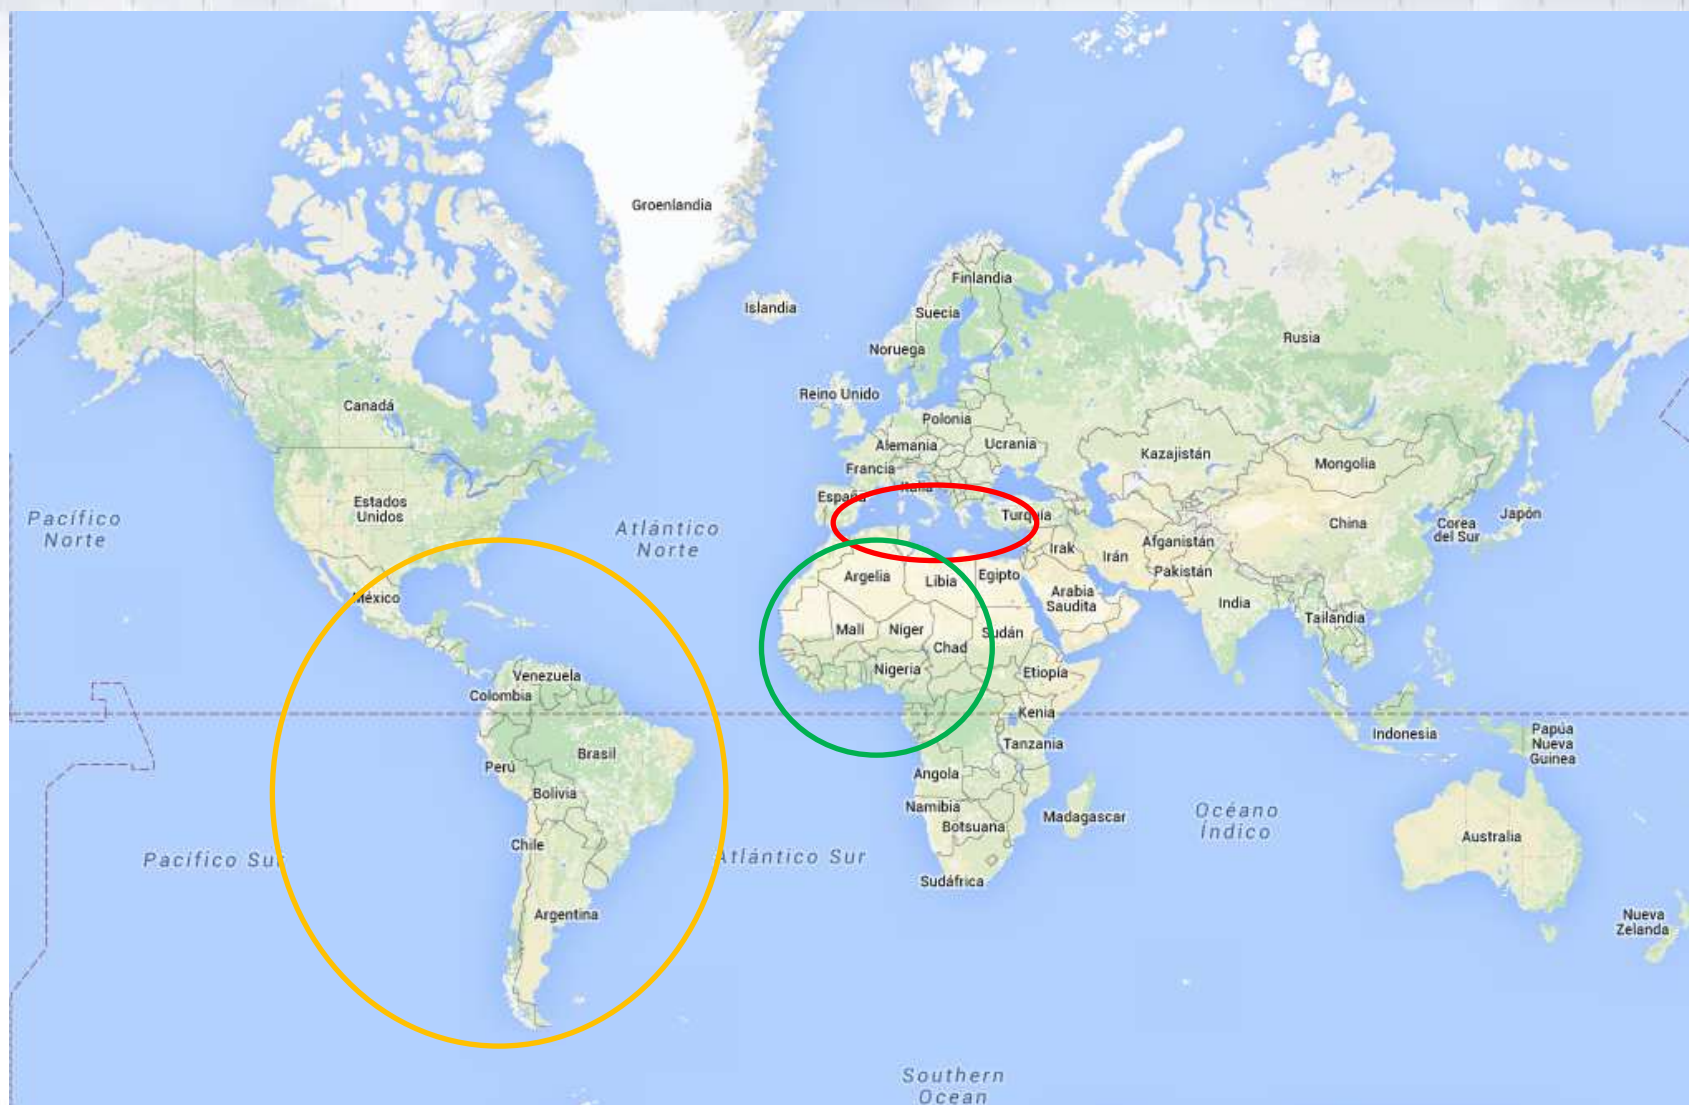 Groenlandia
Finlandia
Islandia
Suecia
Rusia
Noruega
Reino Unido
Canadá
Polonia
Alemania
Ucrania
Kazajistán
Francia
Mongolia
Italia
España
Estados
Unidos
Turquía
Pacífico
Norte
Atlántico
Norte
China
Corea
del Sur
Japón
Afganistán
Irak
Irán
Pakistán
Argelia
Libia
Egipto
Arabia
Saudita
India
México
Tailandia
Malí
Níger
Sudán
Chad
Venezuela
Nigeria
Etiopía
Colombia
Kenia
Indonesia
Papúa
Nueva
Guinea
Tanzania
Brasil
Perú
Angola
Bolivia
Namibia
Madagascar
Océano
Índico
Botsuana
Australia
Chile
Pacífico Sur
Atlántico Sur
Sudáfrica
Argentina
Nueva
Zelanda
Southern
Ocean